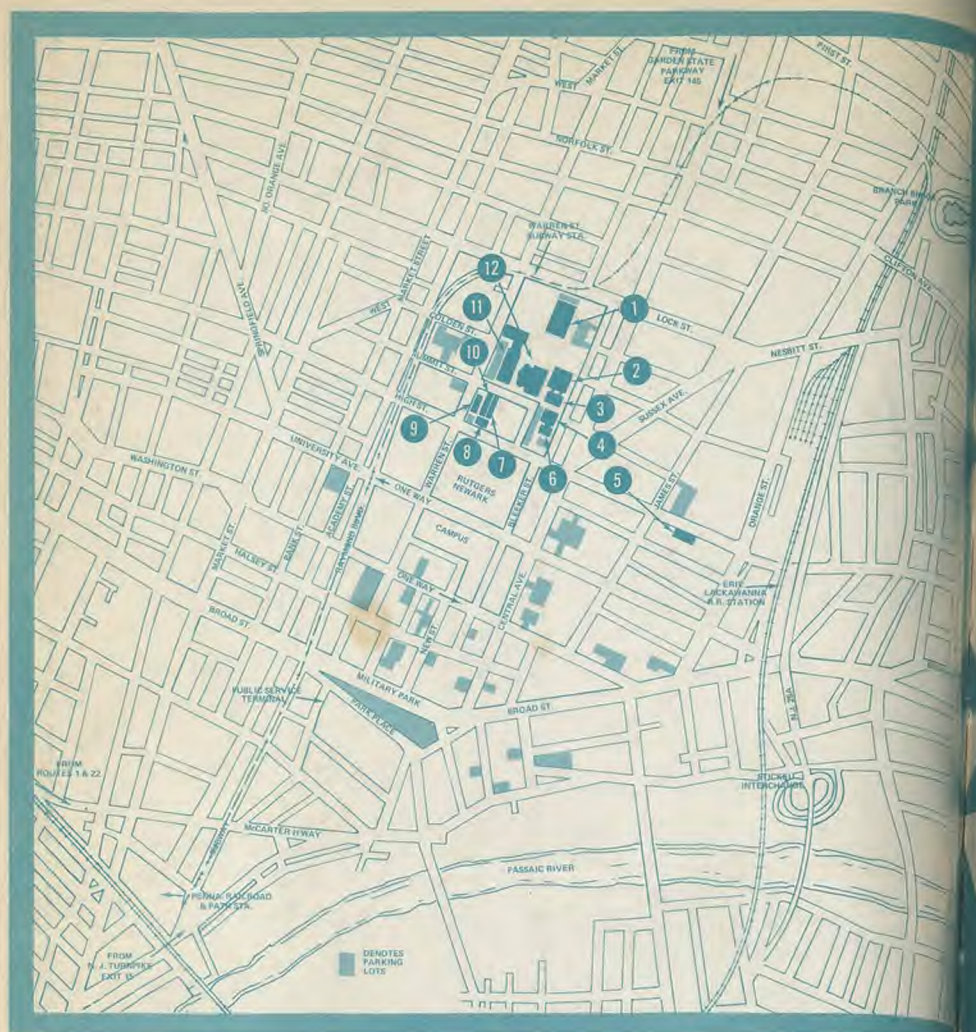 FROM
GARDEN STATE
PARKWAY
EXIT 145
FIRST ST.
WEST
MARKET ST.
NORFOLK ST.
SO. ORANGE AVE.
BRANCH BROOK
PARK
WARREN ST.
SUBWAY STA.
CLIFTON AVE.
MARKET STREET
WEST
12
11
1
LOCK ST.
COLDEN ST.
SPRINGFIELD AVE.
NESBITT ST.
10
SUMMIT ST.
2
SUSSEX AVE.
3
HIGH ST.
9
4
8
7
6
5
UNIVERSITY AVE.
WASHINGTON ST.
WARREN ST.
RUTGERS
NEWARK
CAMPUS
BLEEKER ST.
JAMES ST.
ORANGE ST.
ONE WAY
ACADEMY ST.
RAYMOND BLVD
BANK ST.
MARKET ST.
HALSEY ST.
ONE WAY
CENTRAL AVE.
ERIE
LACKAWANNA
R.R. STATION
BROAD ST.
NEW ST.
MILITARY PARK
PARK PLACE
PUBLIC SERVICE
TERMINAL
BROAD ST.
FROM
ROUTES 1 & 22
INTERCHANGE
McCARTER HWAY
SUBWAY
PASSAIC RIVER
PENNA. RAILROAD
& PATH STA.
FROM
N. J. TURNPIKE
EXIT 15
DENOTES
PARKING
LOTS